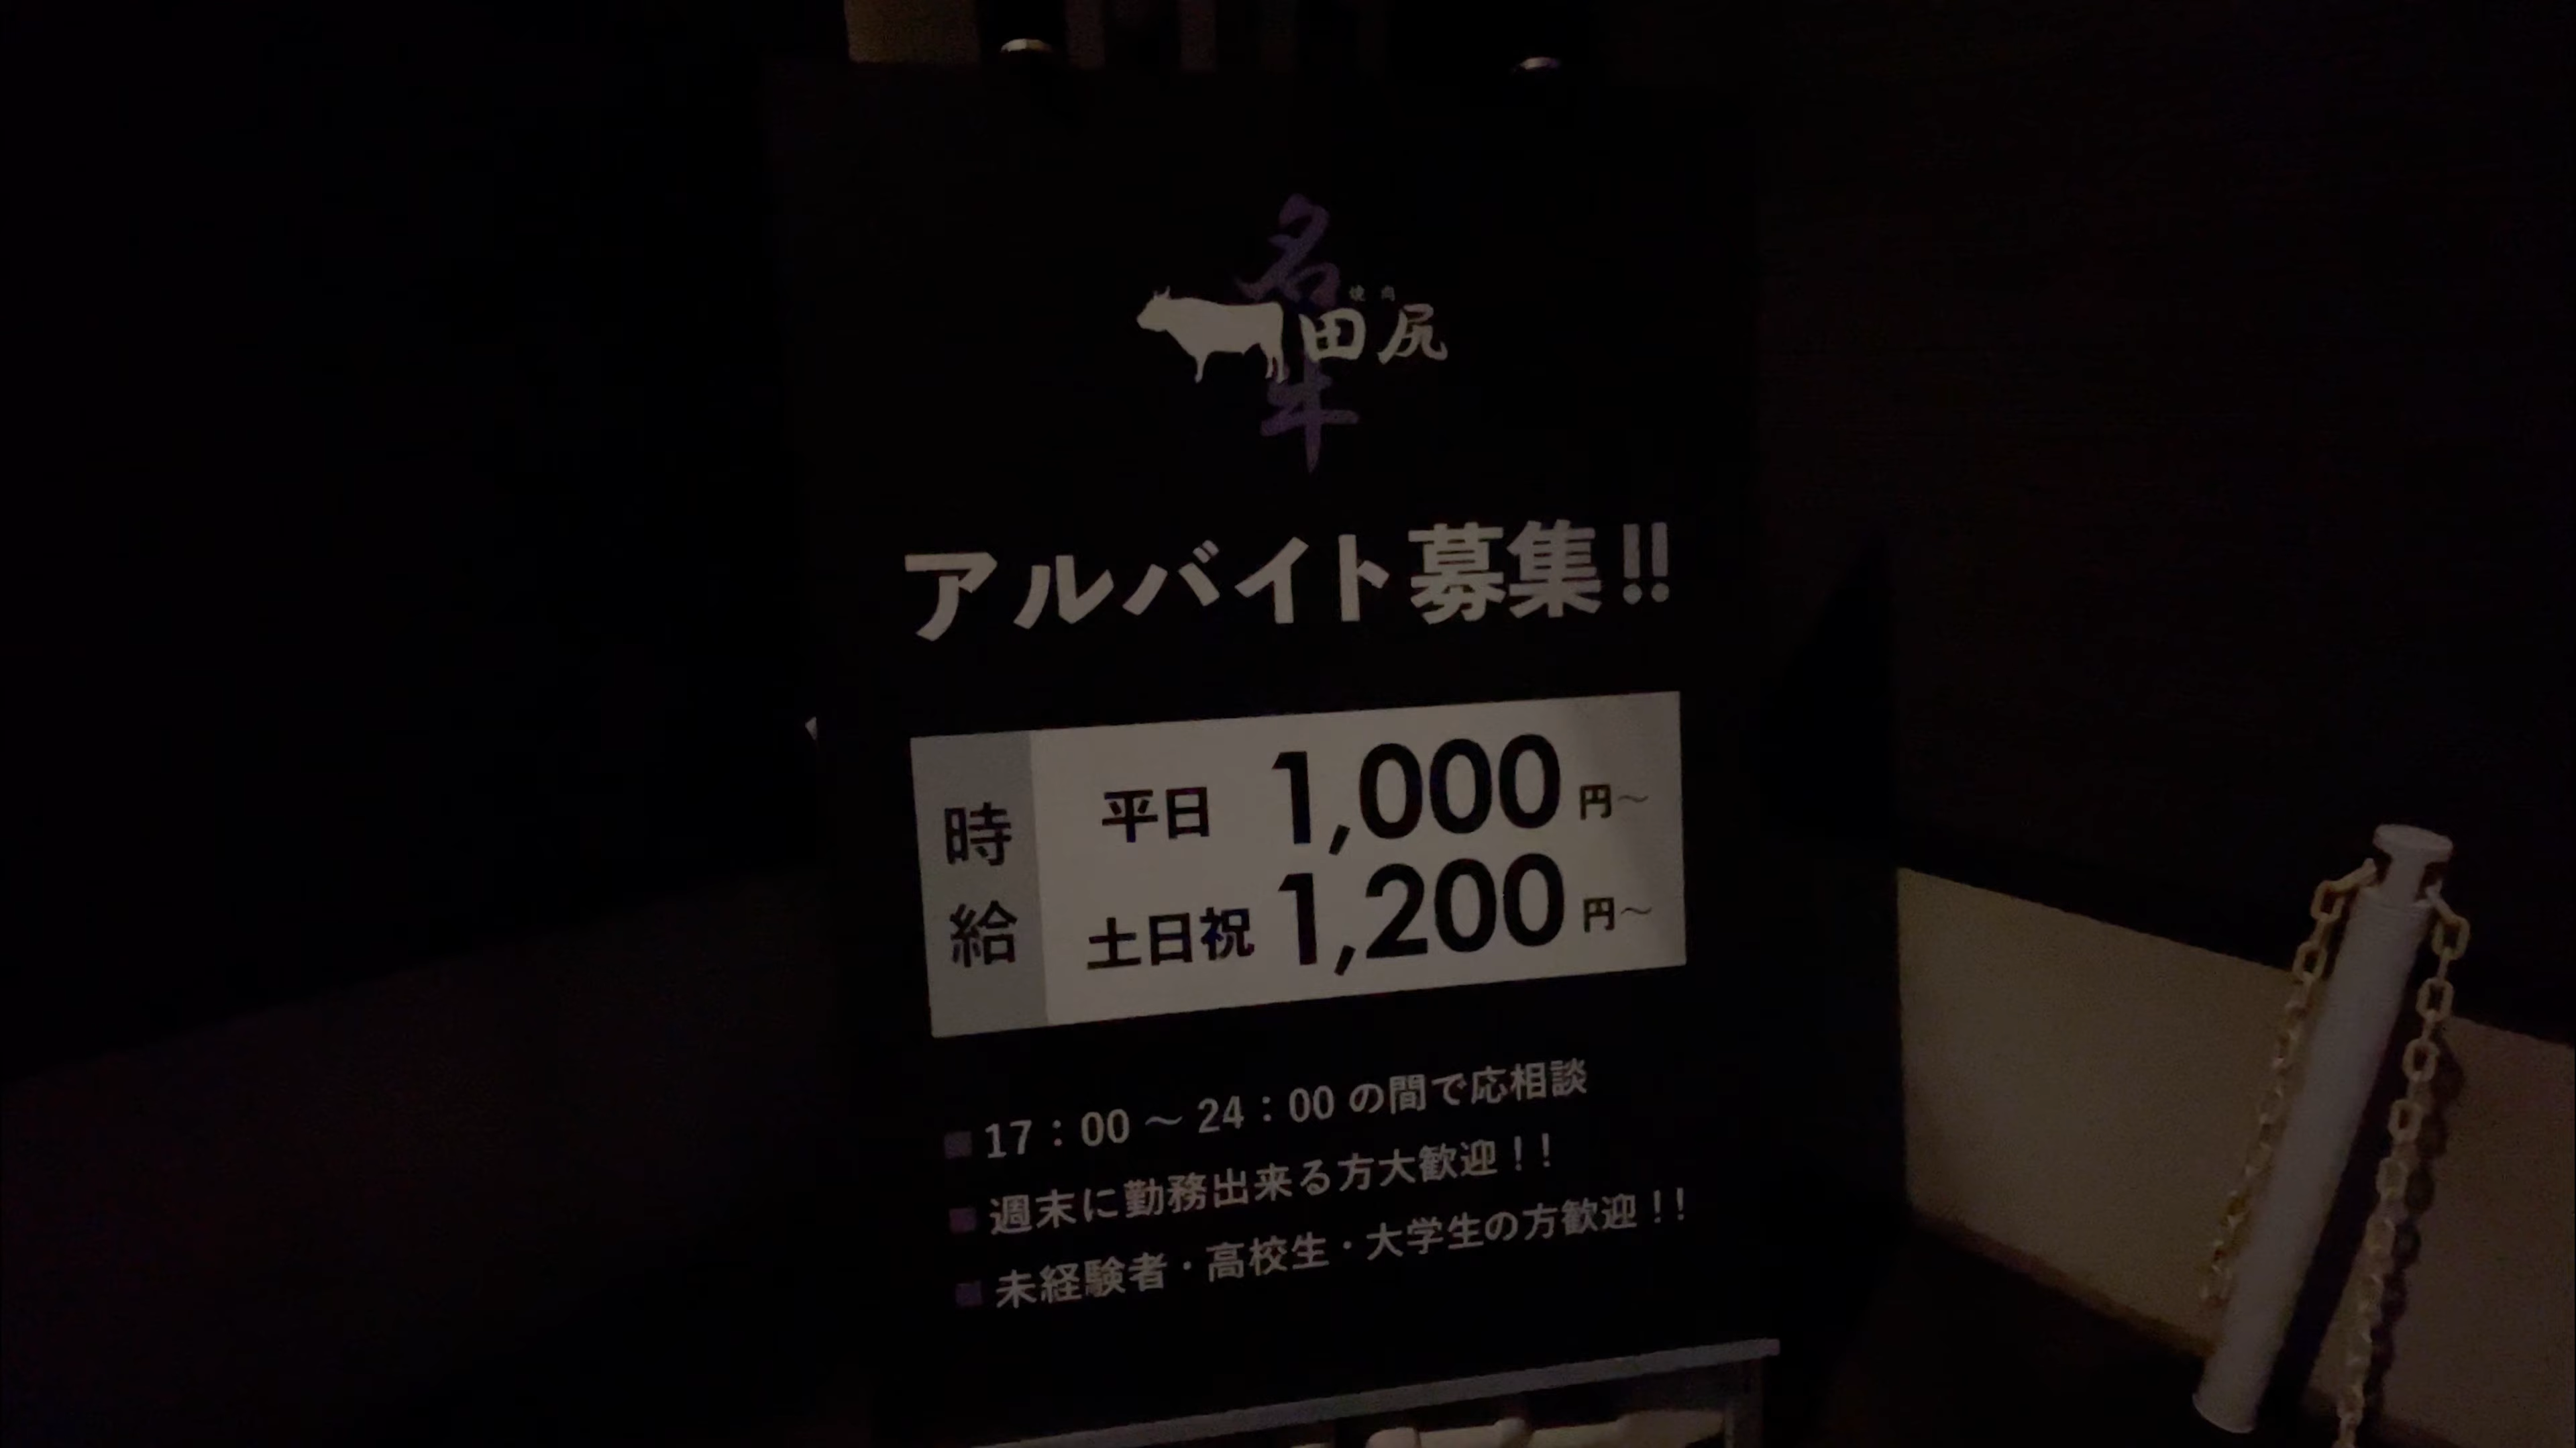 名牛
焼肉
田尻
アルバイト募集!!
時給
平日 1,000円~
土日祝 1,200円~
■17:00~24:00の間で応相談
■週末に勤務出来る方大歓迎!!
■未経験者・高校生・大学生の方歓迎!!